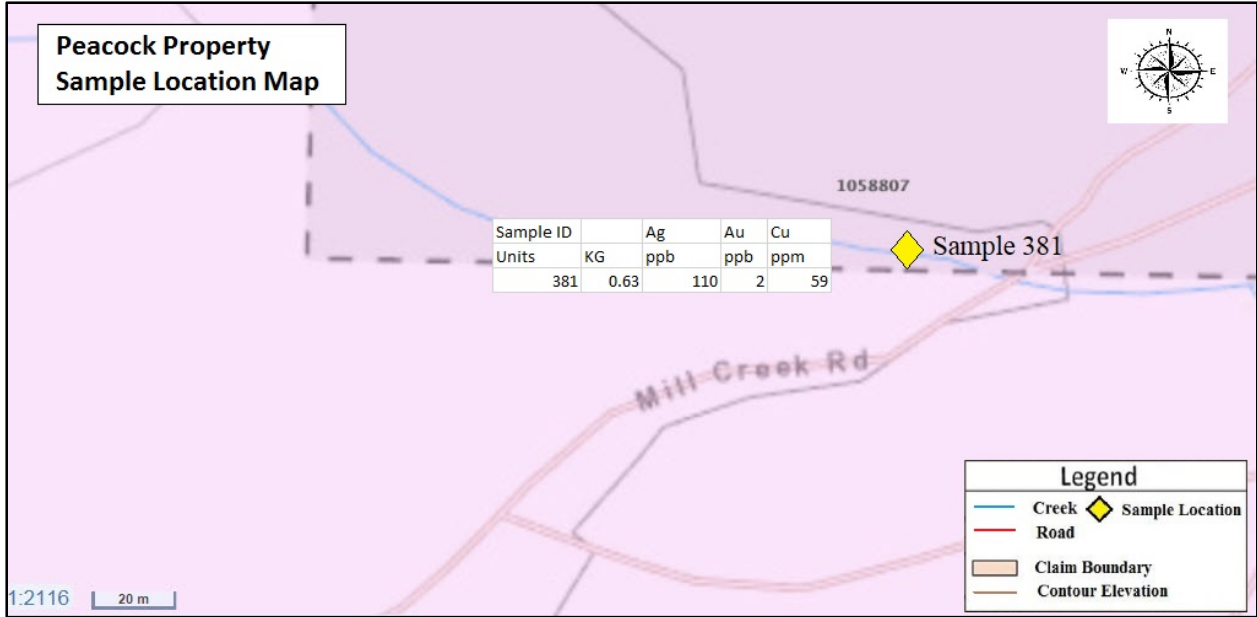 Peacock Property
Sample Location Map
N
W
E
S
1058807
Sample ID Ag Au Cu
Units KG ppb ppb ppm
381 0.63 110 2 59
Sample 381
Mill Creek Rd
Legend
Creek Sample Location
Road
Claim Boundary
Contour Elevation
1:2116
20 m